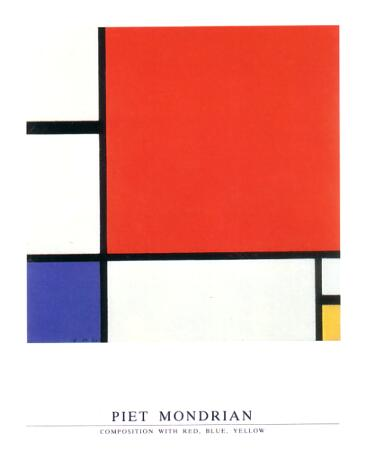 PIET MONDRIAN
COMPOSITION WITH RED, BLUE, YELLOW